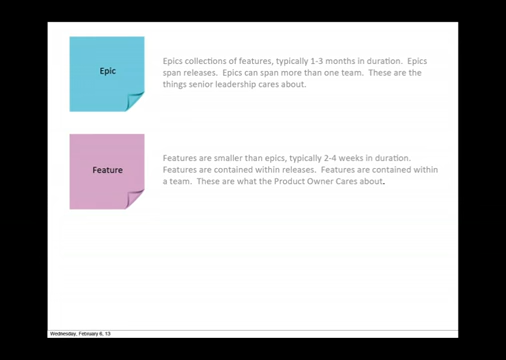 Epic
Epics collections of features, typically 1-3 months in duration. Epics
span releases. Epics can span more than one team. These are the
things senior leadership cares about.
Feature
Features are smaller than epics, typically 2-4 weeks in duration.
Features are contained within releases. Features are contained within
a team. These are what the Product Owner Cares about.
Wednesday, February 6, 13